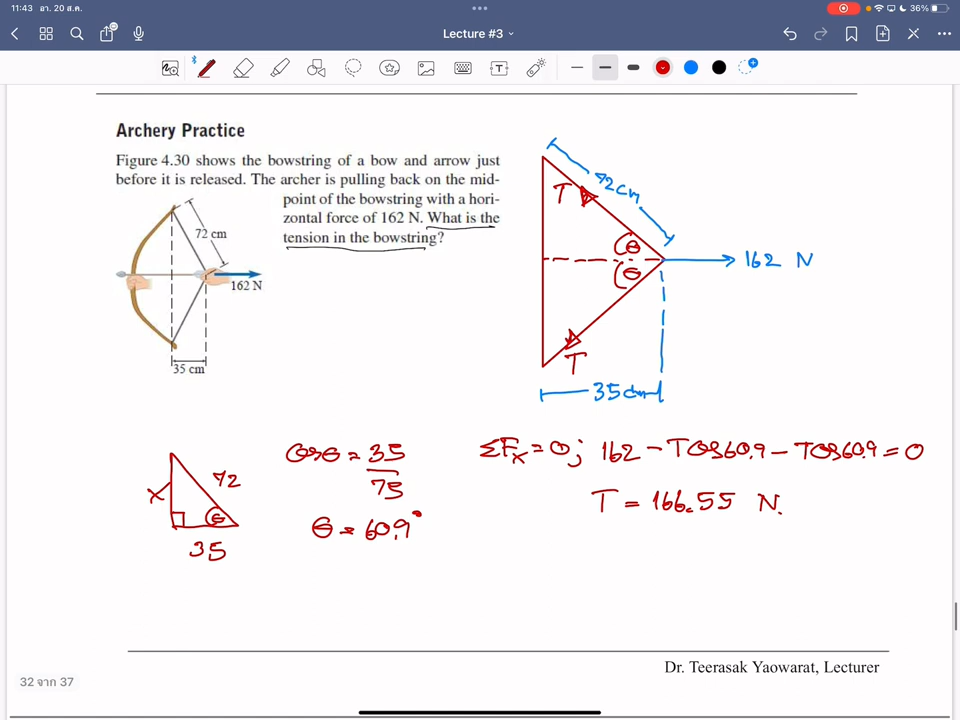 11:43 อา. 20 ส.ค.
36%
Lecture #3
Archery Practice
Figure 4.30 shows the bowstring of a bow and arrow just
before it is released. The archer is pulling back on the mid-
point of the bowstring with a hori-
zontal force of 162 N. What is the
tension in the bowstring?
72 cm
162 N
35 cm
72 cm
T
θ
θ
162 N
T
35 cm
x
72
θ
35
cosθ = 35
75
θ = 60.9°
ΣFx = 0; 162 - Tcos60.9 - Tcos60.9 = 0
T = 166.55 N.
Dr. Teerasak Yaowarat, Lecturer
32 จาก 37